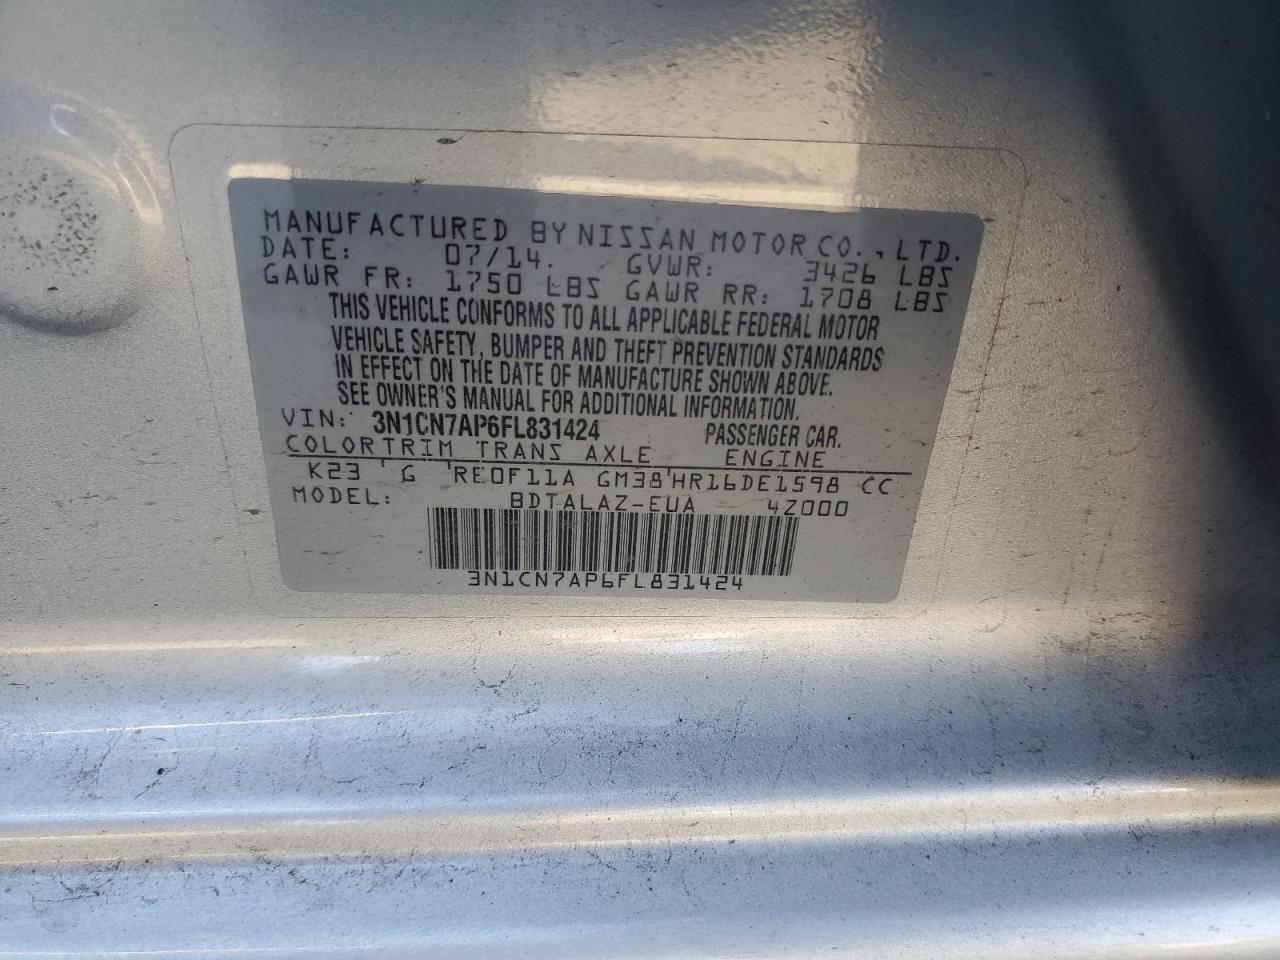 MANUFACTURED BY NISSAN MOTOR CO., LTD.
DATE: 07/14. GVWR: 3426 LBS
GAWR FR: 1750 LBS GAWR RR: 1708 LBS
THIS VEHICLE CONFORMS TO ALL APPLICABLE FEDERAL MOTOR
VEHICLE SAFETY, BUMPER AND THEFT PREVENTION STANDARDS
IN EFFECT ON THE DATE OF MANUFACTURE SHOWN ABOVE.
SEE OWNER'S MANUAL FOR ADDITIONAL INFORMATION.
VIN: 3N1CN7AP6FL831424 PASSENGER CAR.
COLOR TRIM TRANS AXLE ENGINE
K23 G RE0F11A GM38 HR16DE1598 CC
MODEL: BDTALAZ-EUA 4Z000
3N1CN7AP6FL831424